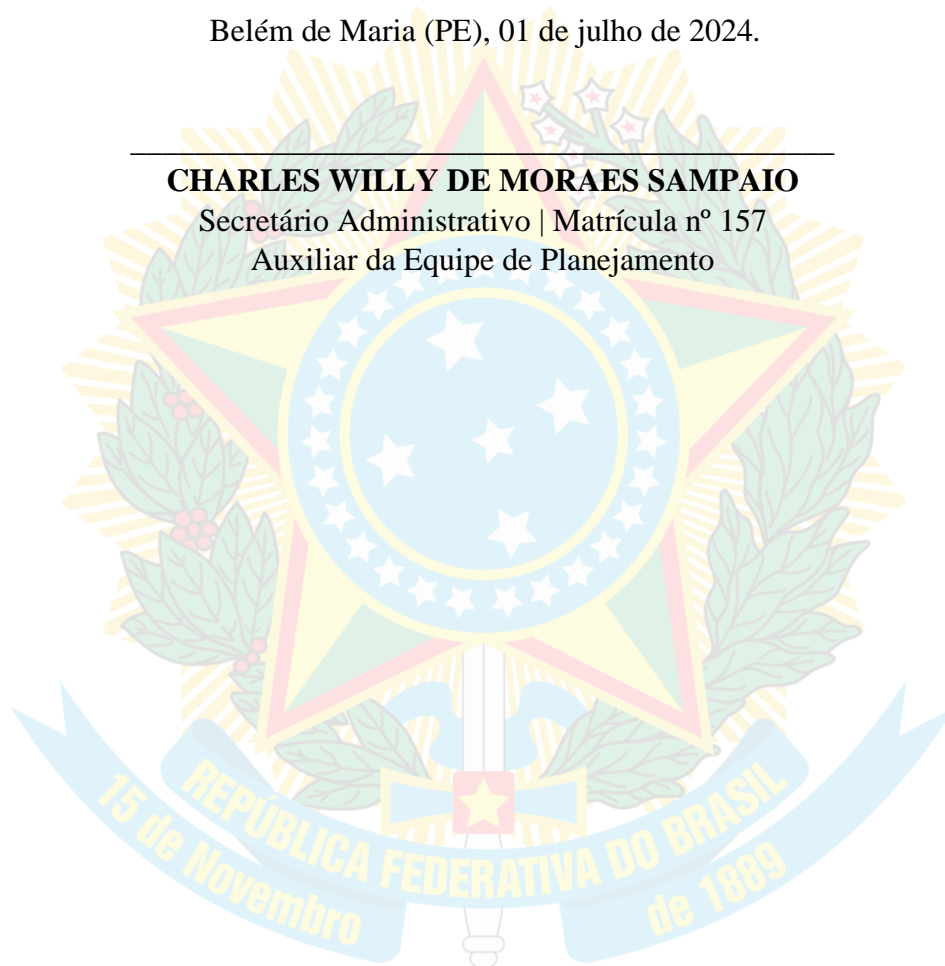 Belém de Maria (PE), 01 de julho de 2024.
CHARLES WILLY DE MORAES SAMPAIO
Secretário Administrativo | Matrícula nº 157
Auxiliar da Equipe de Planejamento
REPÚBLICA FEDERATIVA DO BRASIL
15 de Novembro
de 1889